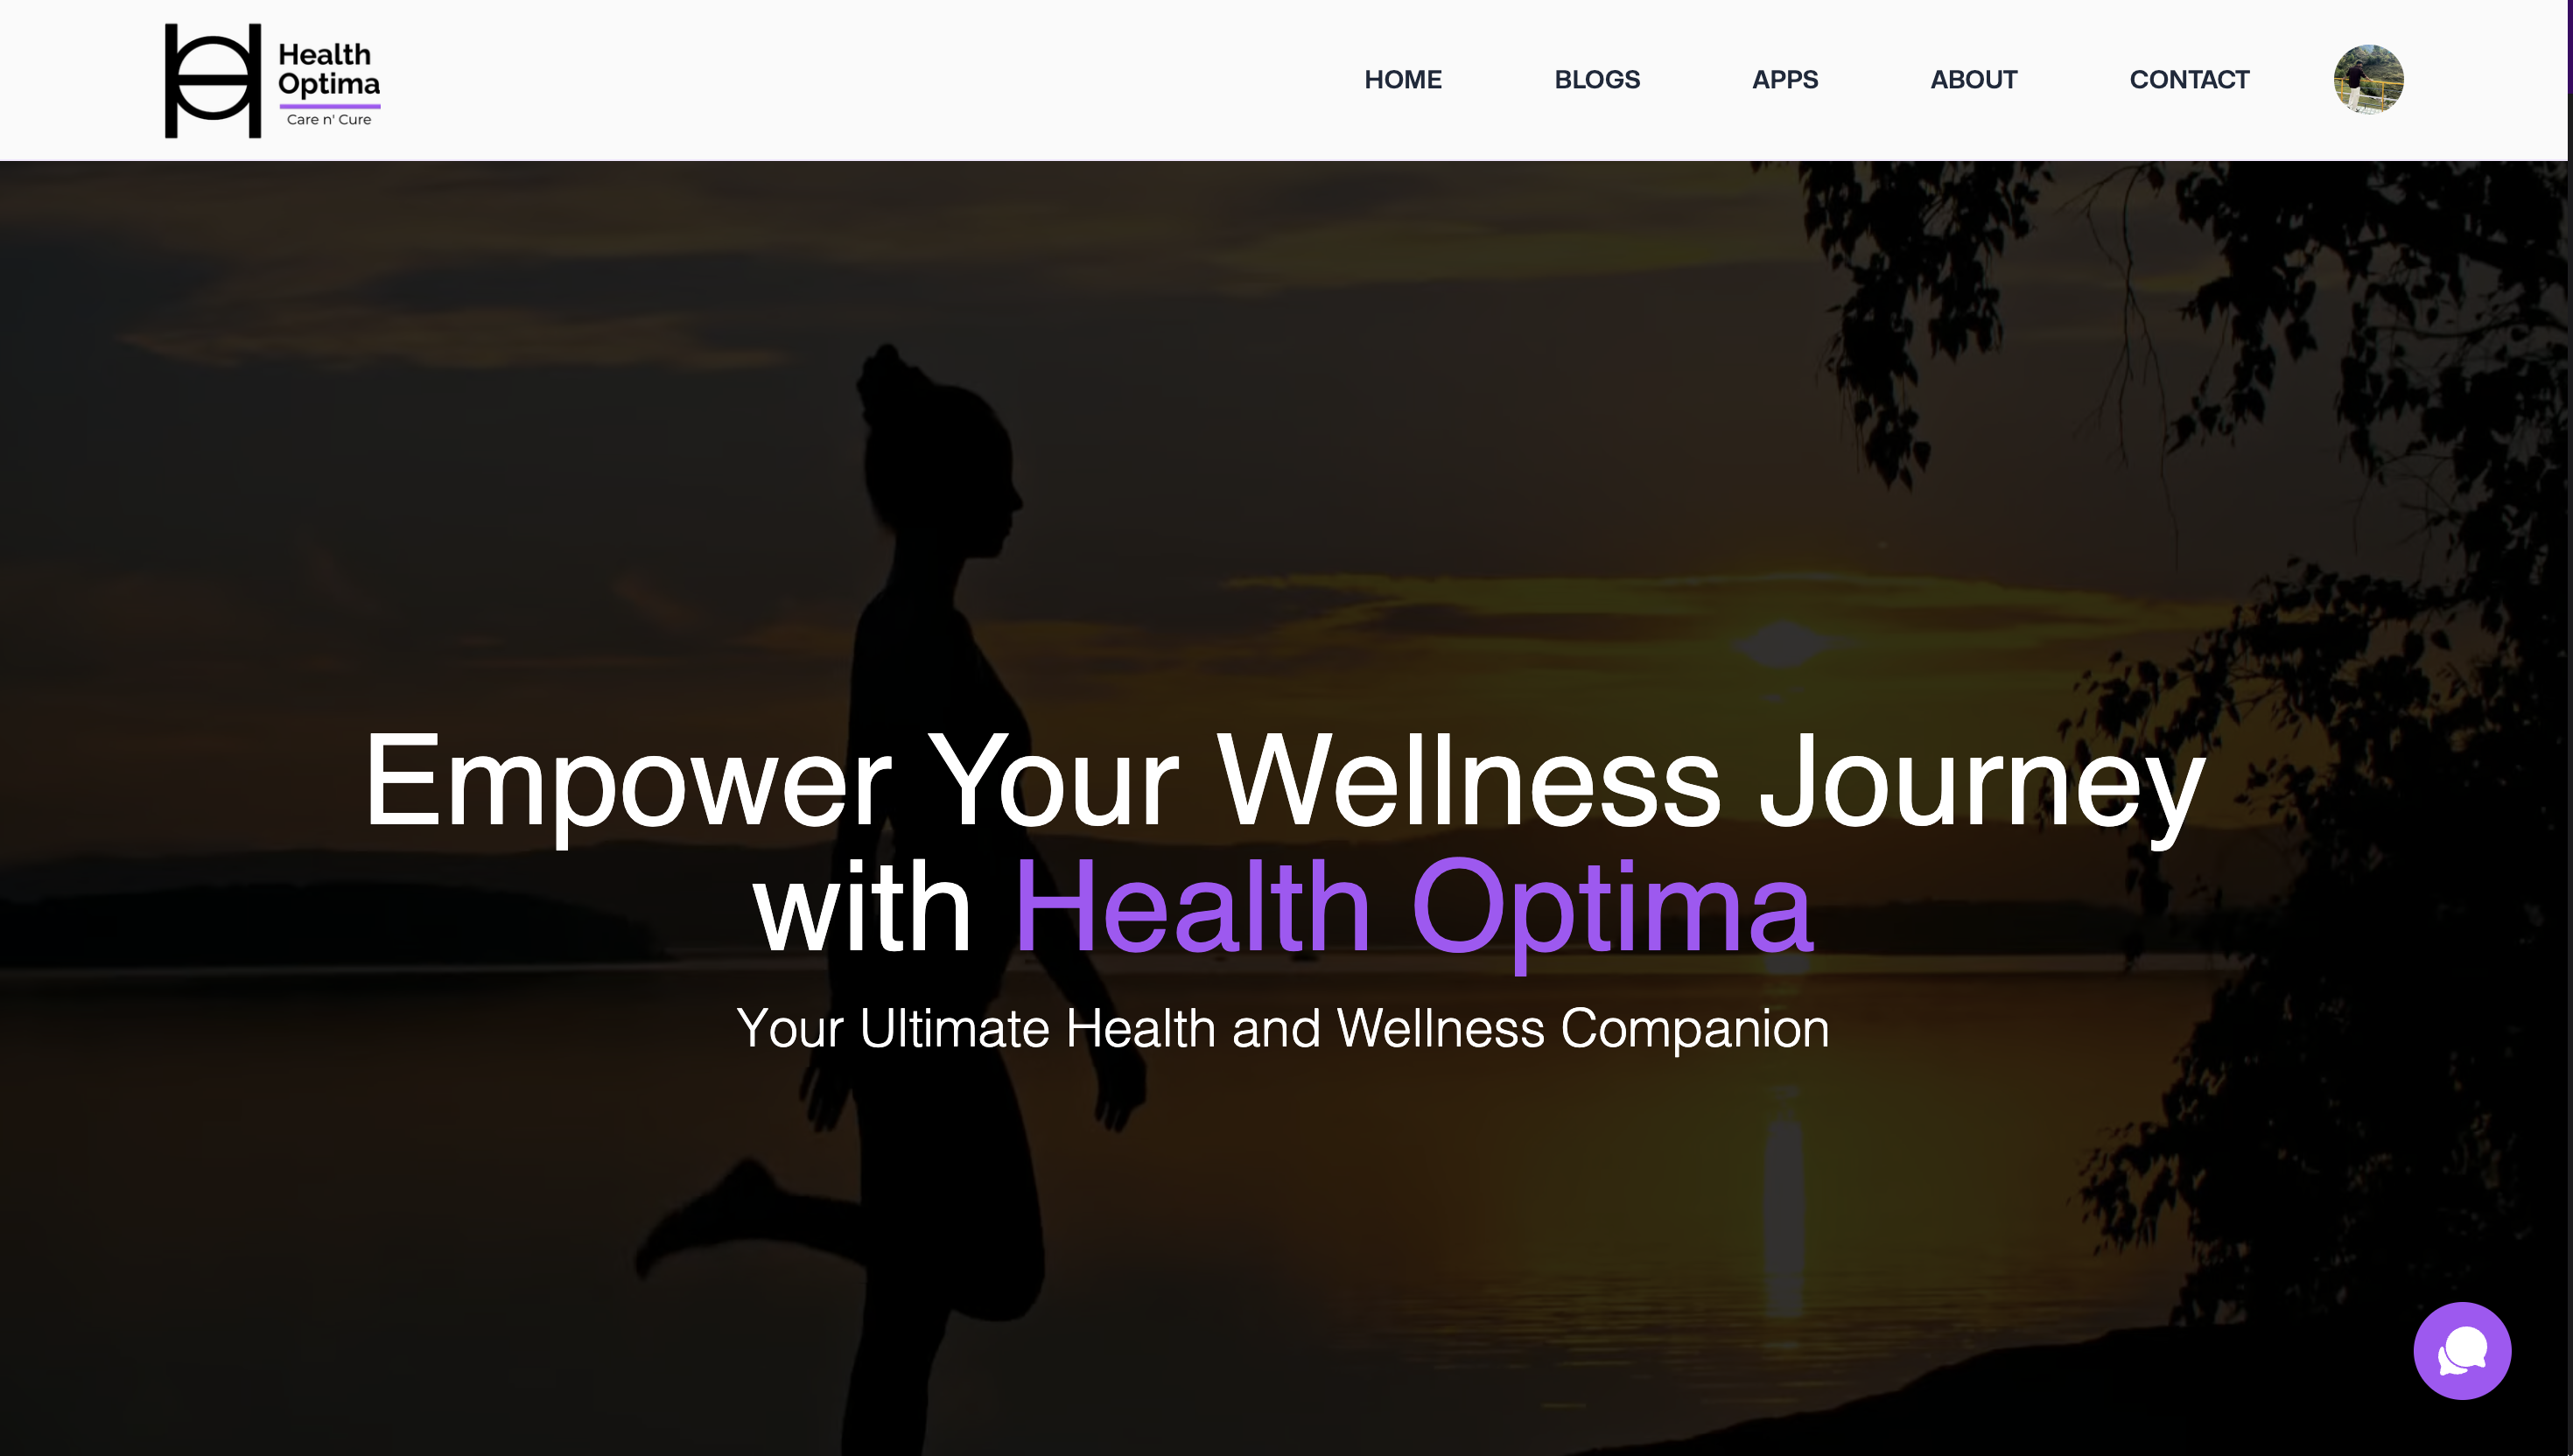 Health
Optima
Care n' Cure
HOME BLOGS APPS ABOUT CONTACT
Empower Your Wellness Journey
with Health Optima
Your Ultimate Health and Wellness Companion